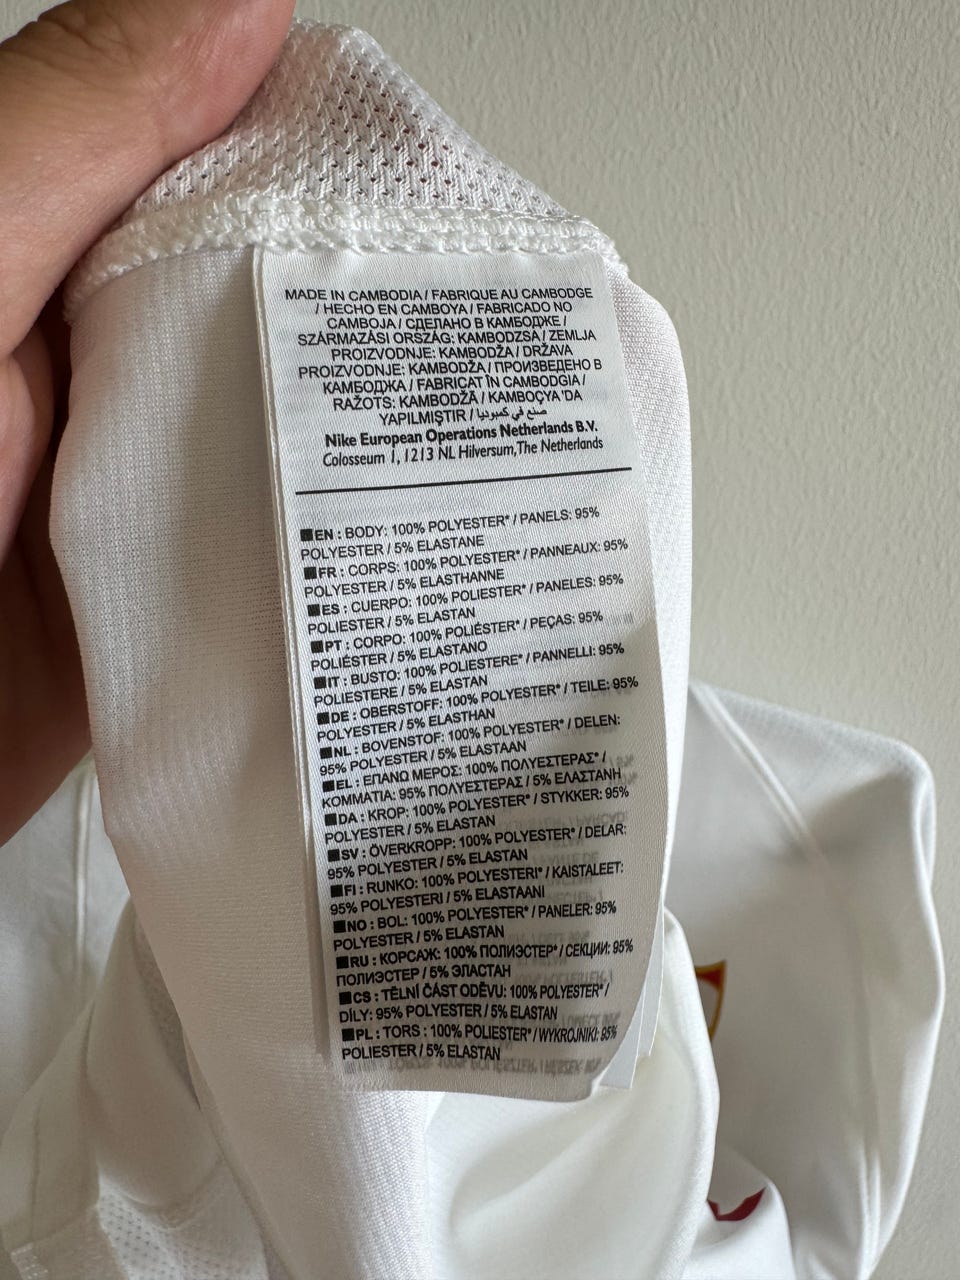 MADE IN CAMBODIA / FABRIQUE AU CAMBODGE
/ HECHO EN CAMBOYA / FABRICADO NO
CAMBOJA / СДЕЛАНО В КАМБОДЖЕ /
SZÁRMAZÁSI ORSZÁG: KAMBODZSA / ZEMLJA
PROIZVODNJE: KAMBODŽA / DRŽAVA
PROIZVODNJE: KAMBODŽA / ПРОИЗВЕДЕНО В
КАМБОДЖА / FABRICAT ÎN CAMBODGIA /
RAŽOTS: KAMBODŽĀ / KAMBOÇYA 'DA
YAPILMIŞTIR / صنع في كمبوديا
Nike European Operations Netherlands B.V.
Colosseum 1, 1213 NL Hilversum, The Netherlands
EN : BODY: 100% POLYESTER* / PANELS: 95%
POLYESTER / 5% ELASTANE
FR : CORPS: 100% POLYESTER* / PANNEAUX: 95%
POLYESTER / 5% ELASTHANNE
ES : CUERPO: 100% POLIESTER* / PANELES: 95%
POLIESTER / 5% ELASTAN
PT : CORPO: 100% POLIÉSTER* / PEÇAS: 95%
POLIÉSTER / 5% ELASTANO
IT : BUSTO: 100% POLIESTERE* / PANNELLI: 95%
POLIESTERE / 5% ELASTAN
DE : OBERSTOFF: 100% POLYESTER* / TEILE: 95%
POLYESTER / 5% ELASTHAN
NL : BOVENSTOF: 100% POLYESTER* / DELEN:
95% POLYESTER / 5% ELASTAAN
EL : ΕΠΑΝΩ ΜΕΡΟΣ: 100% ΠΟΛΥΕΣΤΕΡΑΣ* /
ΚΟΜΜΑΤΙΑ: 95% ΠΟΛΥΕΣΤΕΡΑΣ / 5% ΕΛΑΣΤΑΝΗ
DA : KROP: 100% POLYESTER* / STYKKER: 95%
POLYESTER / 5% ELASTAN
SV : ÖVERKROPP: 100% POLYESTER* / DELAR:
95% POLYESTER / 5% ELASTAN
FI : RUNKO: 100% POLYESTERI* / KAISTALEET:
95% POLYESTERI / 5% ELASTAANI
NO : BOL: 100% POLYESTER* / PANELER: 95%
POLYESTER / 5% ELASTAN
RU : КОРСАЖ: 100% ПОЛИЭСТЕР* / СЕКЦИИ: 95%
ПОЛИЭСТЕР / 5% ЭЛАСТАН
CS : TĚLNÍ ČÁST ODĚVU: 100% POLYESTER* /
DÍLY: 95% POLYESTER / 5% ELASTAN
PL : TORS : 100% POLIESTER* / WYKROJNIKI: 95%
POLIESTER / 5% ELASTAN